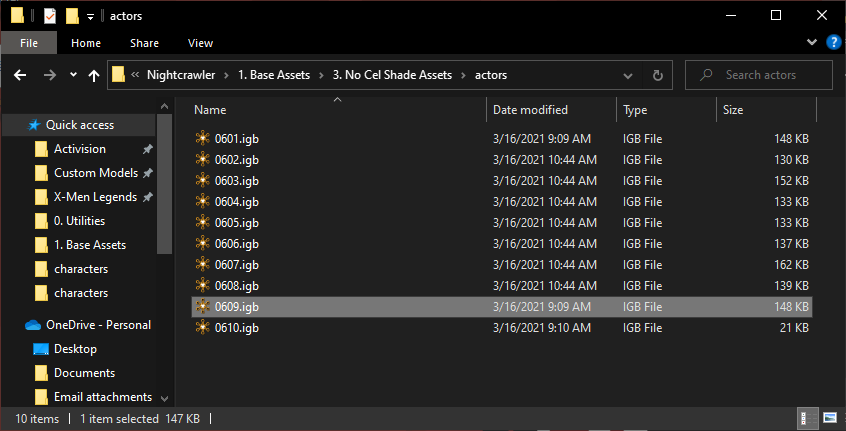 actors
File Home Share View
Nightcrawler 1. Base Assets 3. No Cel Shade Assets actors Search actors
Name Date modified Type Size
Quick access
Activision
Custom Models
X-Men Legends
0. Utilities
1. Base Assets
characters
characters
OneDrive - Personal
Desktop
Documents
Email attachments
0601.igb 3/16/2021 9:09 AM IGB File 148 KB
0602.igb 3/16/2021 10:44 AM IGB File 130 KB
0603.igb 3/16/2021 10:44 AM IGB File 152 KB
0604.igb 3/16/2021 10:44 AM IGB File 133 KB
0605.igb 3/16/2021 10:44 AM IGB File 133 KB
0606.igb 3/16/2021 10:44 AM IGB File 137 KB
0607.igb 3/16/2021 10:44 AM IGB File 162 KB
0608.igb 3/16/2021 10:44 AM IGB File 139 KB
0609.igb 3/16/2021 9:09 AM IGB File 148 KB
0610.igb 3/16/2021 9:10 AM IGB File 21 KB
10 items 1 item selected 147 KB